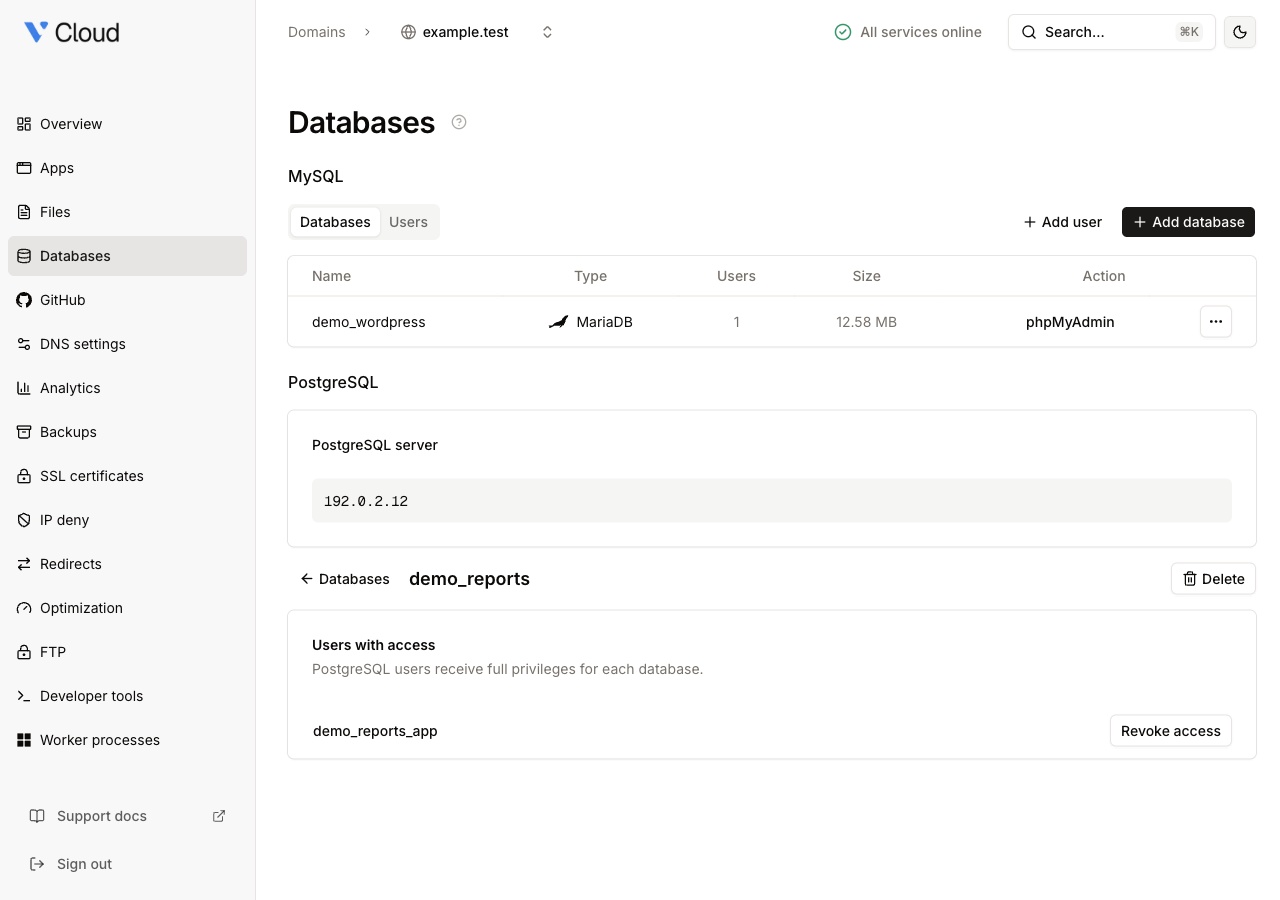 Cloud
Domains
example.test
All services online
Search...
⌘K
Overview
Apps
Files
Databases
GitHub
DNS settings
Analytics
Backups
SSL certificates
IP deny
Redirects
Optimization
FTP
Developer tools
Worker processes
Support docs
Sign out
Databases
MySQL
Databases Users
Add user
Add database
Name Type Users Size Action
demo_wordpress MariaDB 1 12.58 MB phpMyAdmin
PostgreSQL
PostgreSQL server
192.0.2.12
Databases
demo_reports
Delete
Users with access
PostgreSQL users receive full privileges for each database.
demo_reports_app
Revoke access